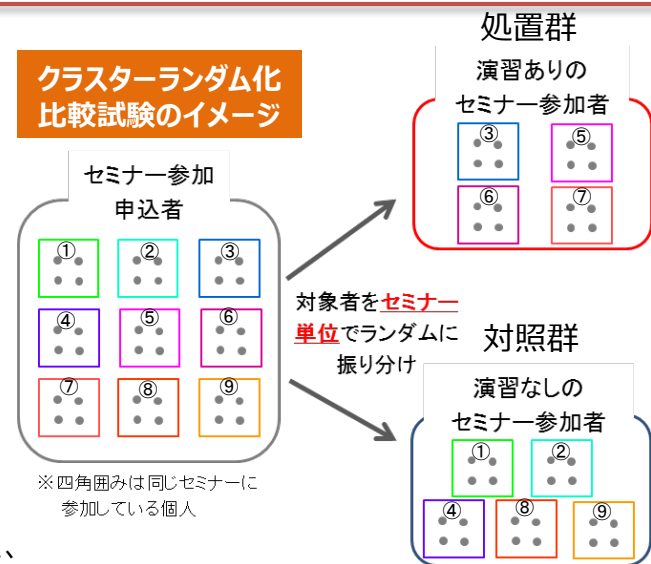 クラスターランダム化
比較試験のイメージ
セミナー参加
申込者
①
②
③
④
⑤
⑥
⑦
⑧
⑨
※四角囲みは同じセミナーに
参加している個人
対象者をセミナー
単位でランダムに
振り分け
処置群
演習ありの
セミナー参加者
③
⑤
⑥
⑦
対照群
演習なしの
セミナー参加者
①
②
④
⑧
⑨